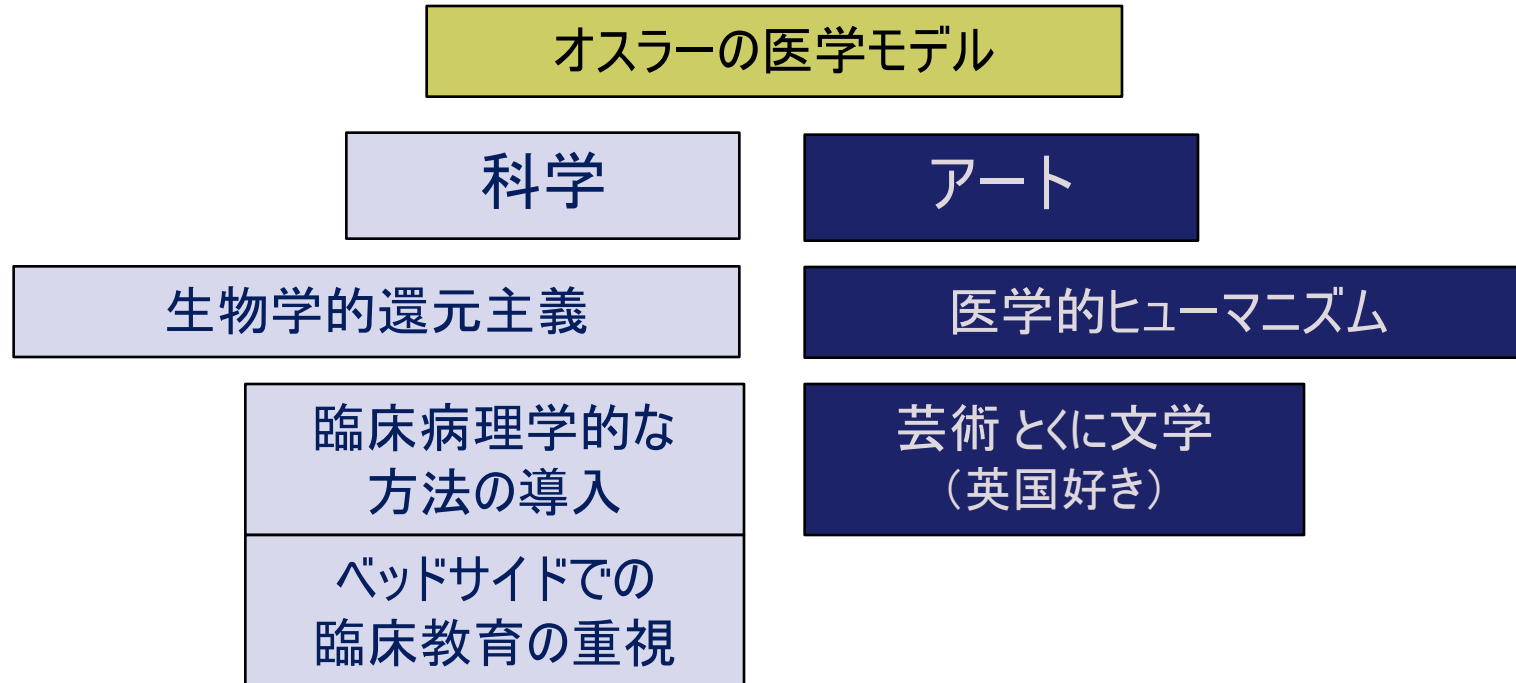 オスラーの医学モデル
科学
アート
生物学的還元主義
医学的ヒューマニズム
臨床病理学的な
方法の導入
芸術 とくに文学
（英国好き）
ベッドサイドでの
臨床教育の重視